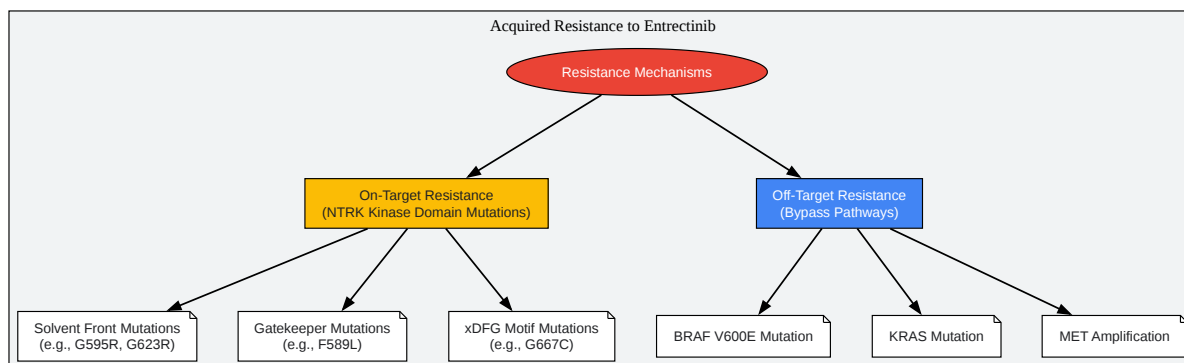 Acquired Resistance to Entrectinib
Resistance Mechanisms
On-Target Resistance
(NTRK Kinase Domain Mutations)
Off-Target Resistance
(Bypass Pathways)
Solvent Front Mutations
(e.g., G595R, G623R)
Gatekeeper Mutations
(e.g., F589L)
xDFG Motif Mutations
(e.g., G667C)
BRAF V600E Mutation
KRAS Mutation
MET Amplification